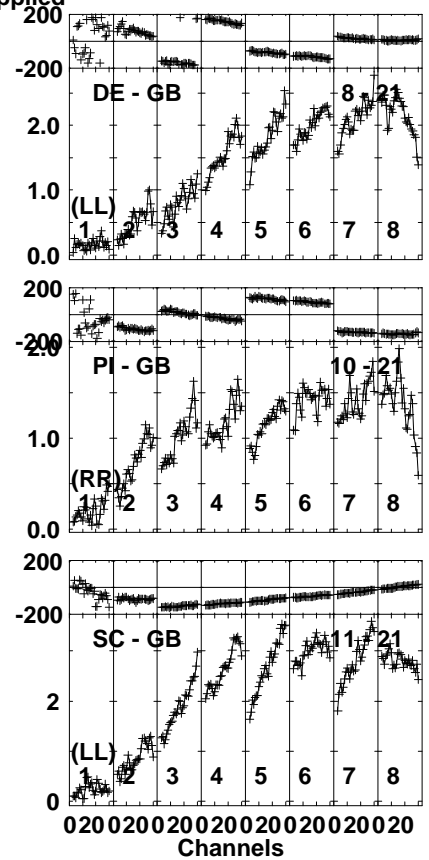 pplied
200
-200
DE - GB 8 - 21
2.0
1.0
(LL)
1 2 3 4 5 6 7 8
0.0
200
-200
2.0
PI - GB 10 - 21
1.0
(RR)
1 2 3 4 5 6 7 8
0.0
200
-200
SC - GB 11 - 21
2
(LL)
1 2 3 4 5 6 7 8
0
0 20 0 20 0 20 0 20 0 20 0 20 0 20 0 20
Channels